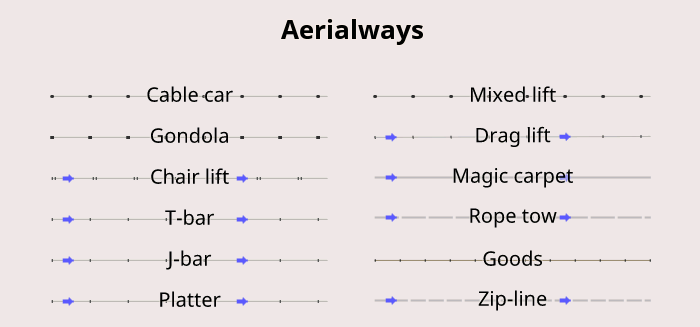 Aerialways
Cable car
Gondola
Chair lift
T-bar
J-bar
Platter
Mixed lift
Drag lift
Magic carpet
Rope tow
Goods
Zip-line